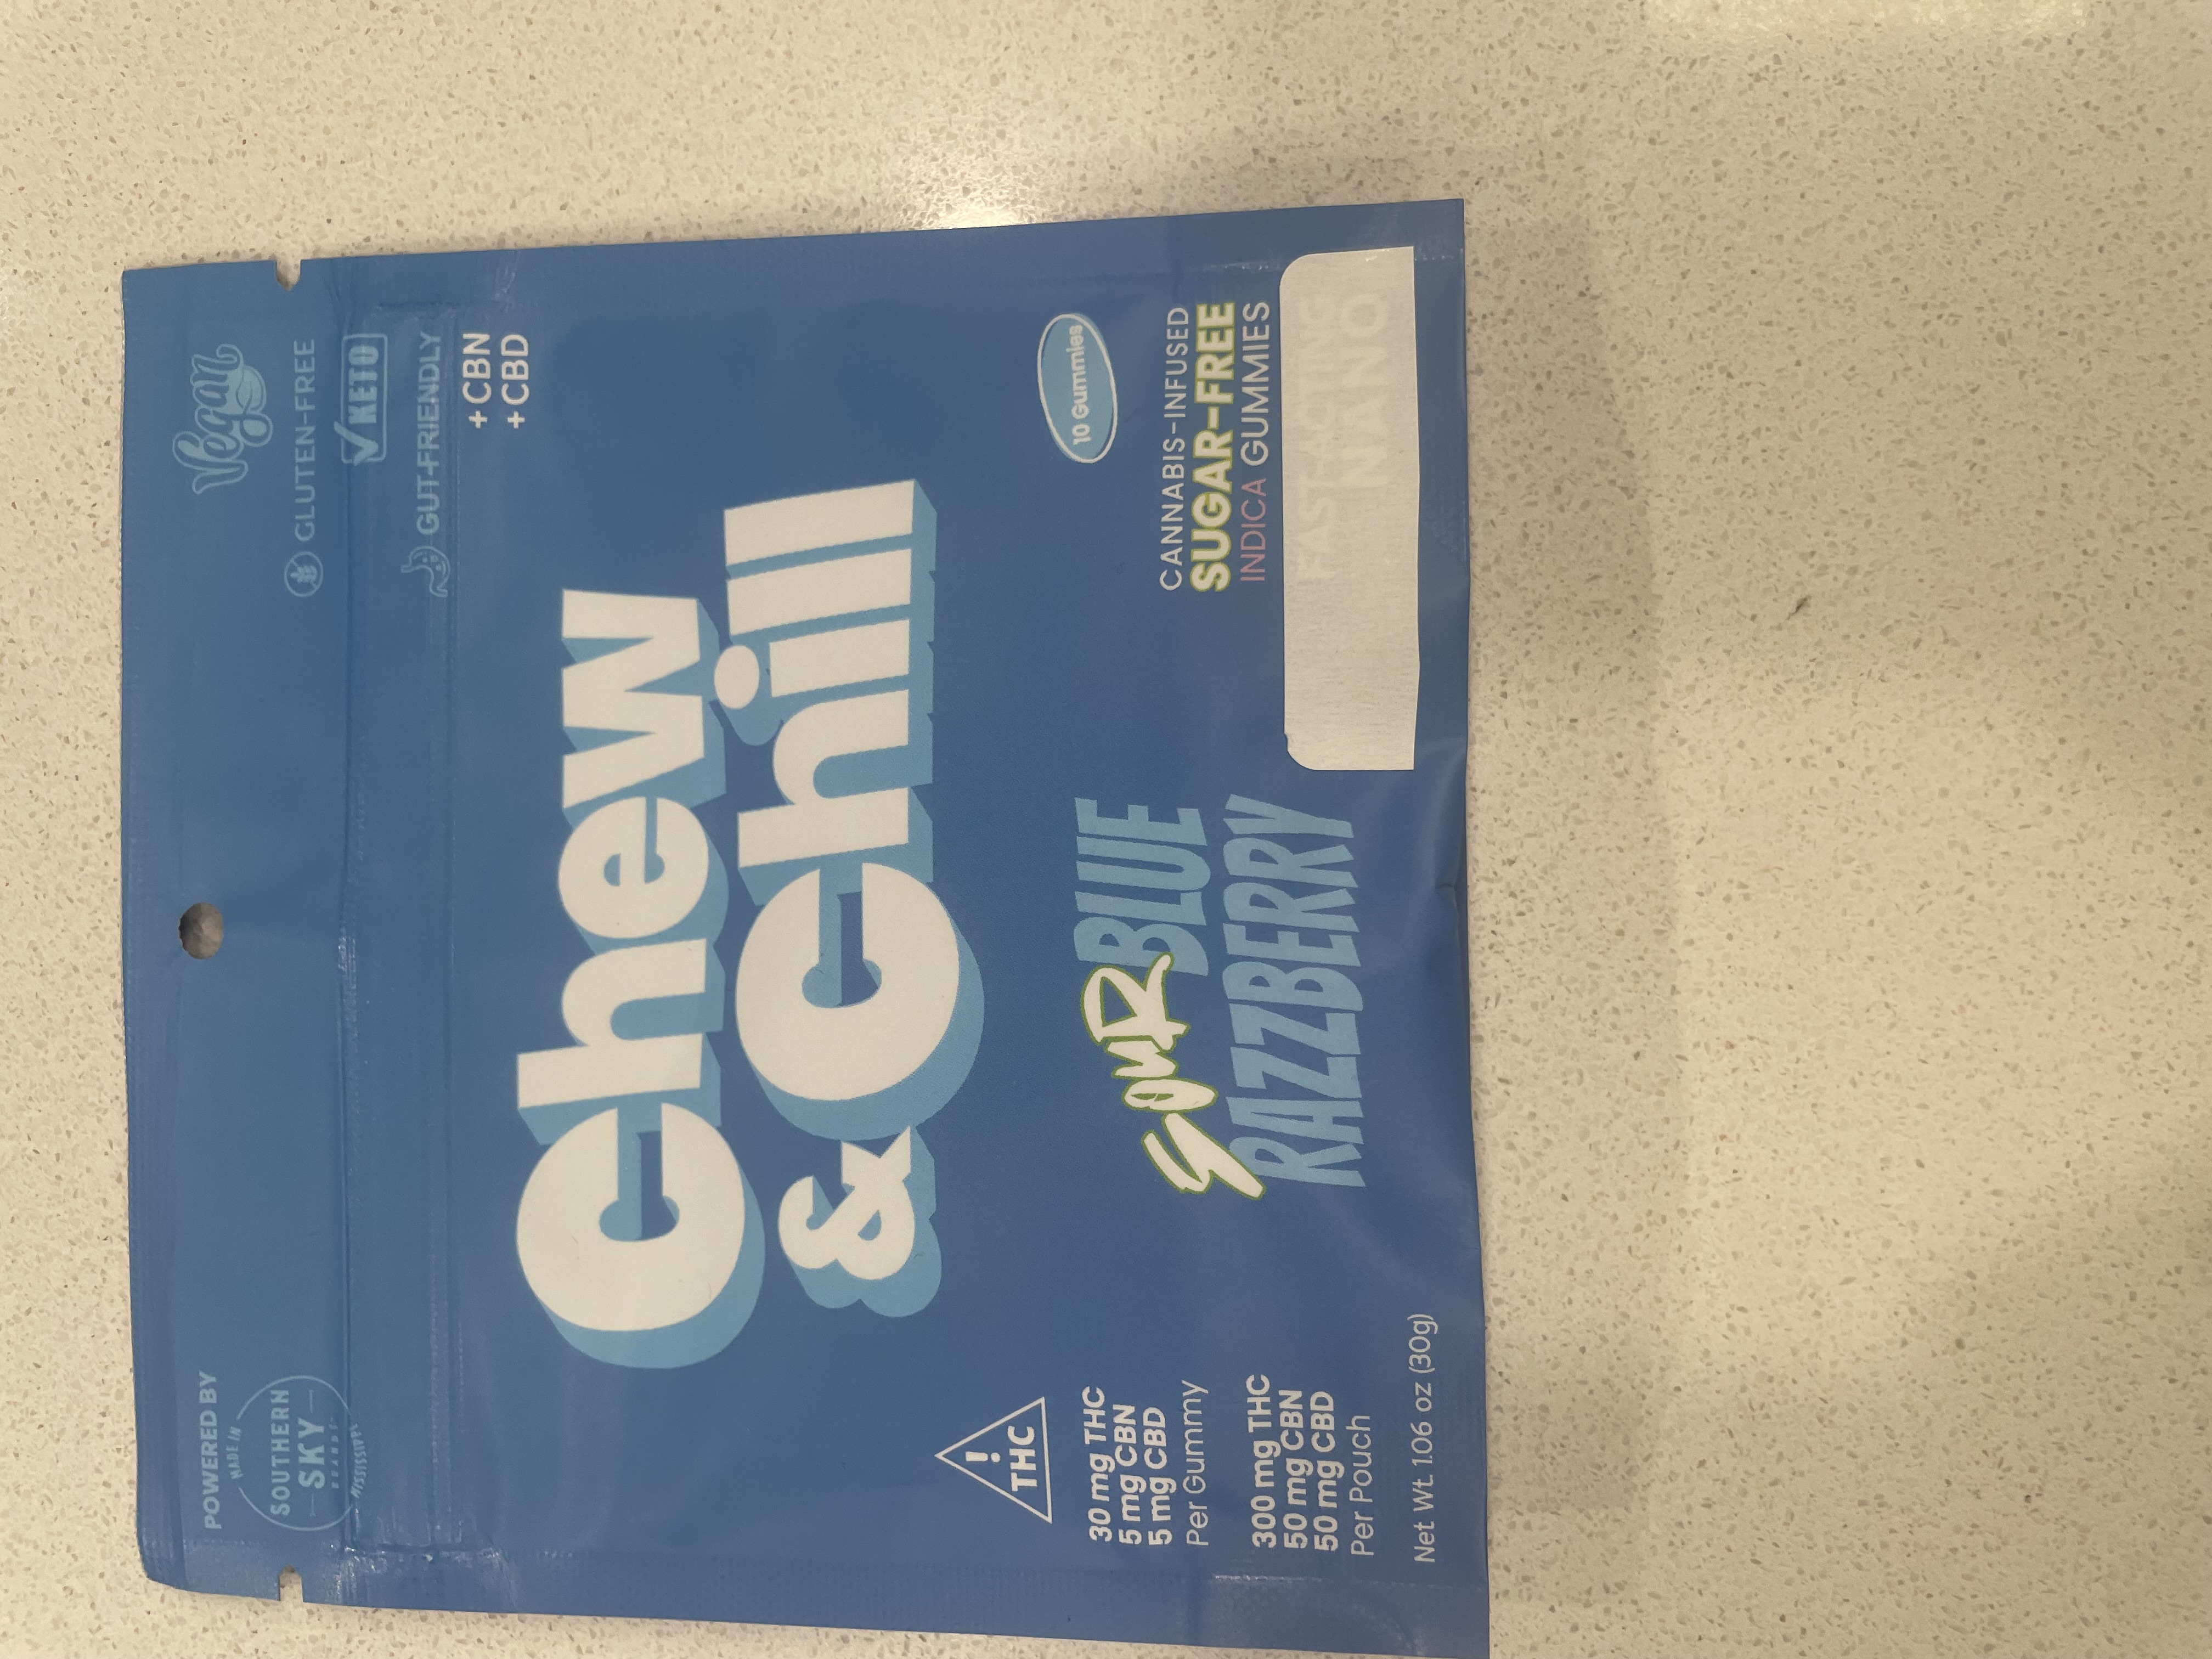 POWERED BY
MADE IN
SOUTHERN
SKY
BRANDS
MISSISSIPPI
Vegan
GLUTEN-FREE
KETO
GUT-FRIENDLY
+ CBN
+ CBD
Chew
& Chill
! THC
30 mg THC
5 mg CBN
5 mg CBD
Per Gummy
300 mg THC
50 mg CBN
50 mg CBD
Per Pouch
Net Wt. 1.06 oz (30g)
SOUR BLUE
RAZZBERRY
10 Gummies
CANNABIS-INFUSED
SUGAR-FREE
INDICA GUMMIES
FAST-ACTING
NANO